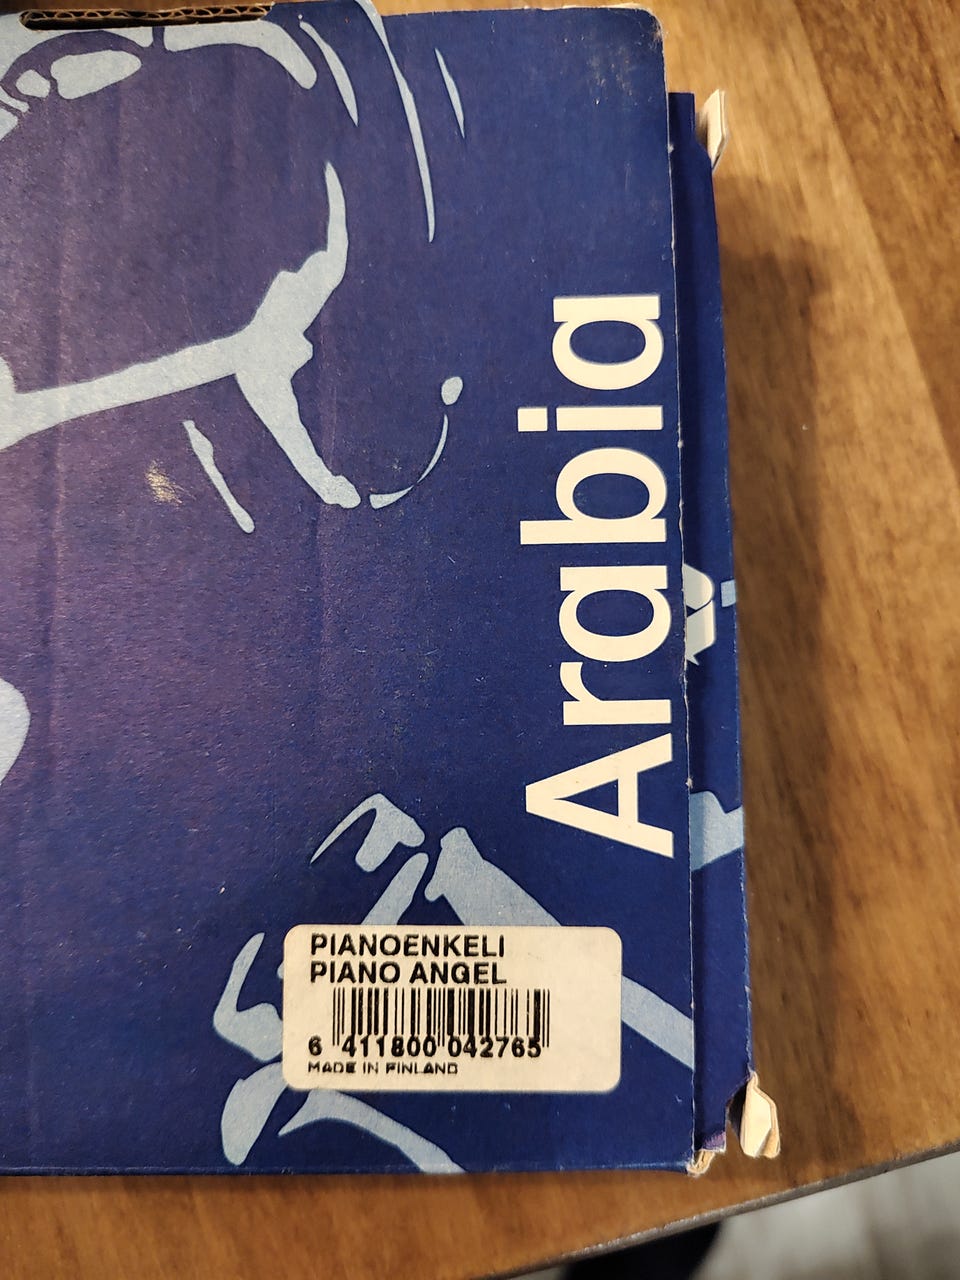 Arabia
PIANOENKELI
PIANO ANGEL
6 411800 042765
MADE IN FINLAND